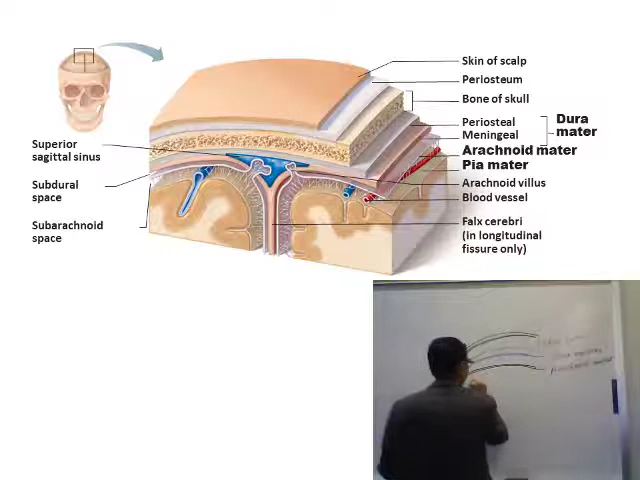 Skin of scalp
Periosteum
Bone of skull
Periosteal
Meningeal
Dura
mater
Arachnoid mater
Pia mater
Arachnoid villus
Blood vessel
Falx cerebri
(in longitudinal
fissure only)
Superior
sagittal sinus
Subdural
space
Subarachnoid
space